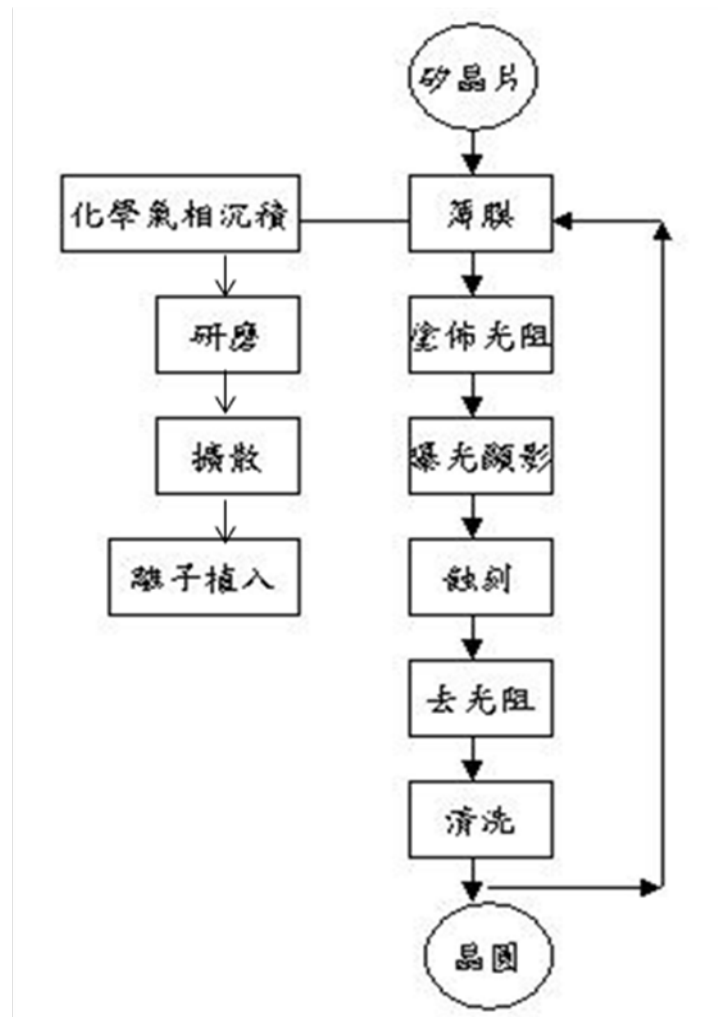 矽晶片
化學氣相沉積
薄膜
研磨
塗佈光阻
擴散
曝光顯影
離子植入
蝕刻
去光阻
清洗
晶圓